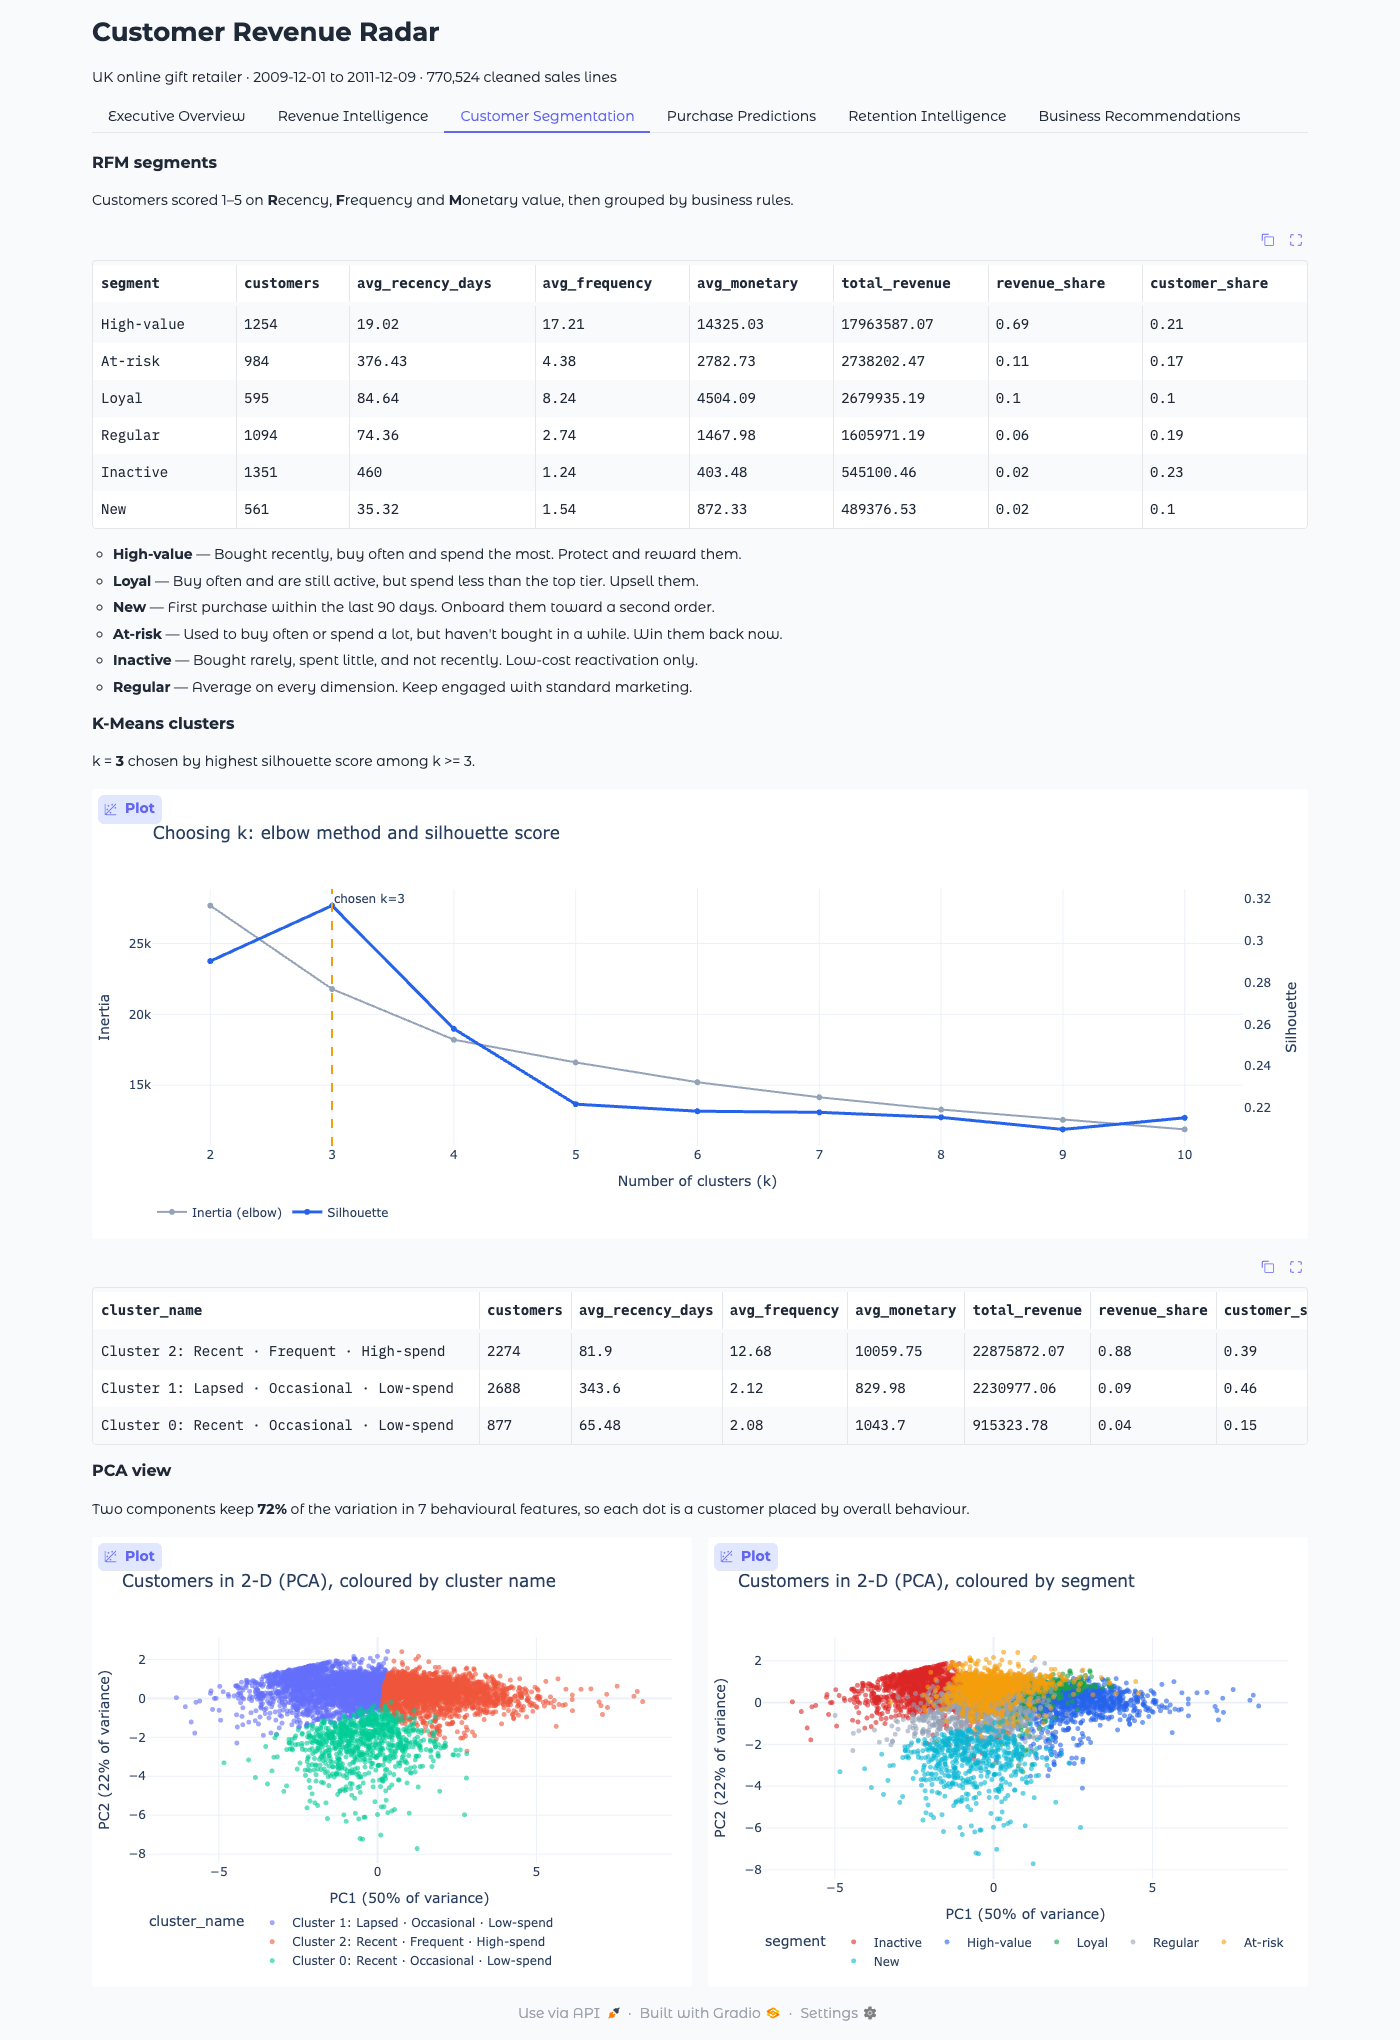 Customer Revenue Radar
UK online gift retailer · 2009-12-01 to 2011-12-09 · 770,524 cleaned sales lines
Executive Overview Revenue Intelligence Customer Segmentation Purchase Predictions Retention Intelligence Business Recommendations
RFM segments
Customers scored 1–5 on Recency, Frequency and Monetary value, then grouped by business rules.
segment customers avg_recency_days avg_frequency avg_monetary total_revenue revenue_share customer_share
High-value 1254 19.02 17.21 14325.03 17963587.07 0.69 0.21
At-risk 984 376.43 4.38 2782.73 2738202.47 0.11 0.17
Loyal 595 84.64 8.24 4504.09 2679935.19 0.1 0.1
Regular 1094 74.36 2.74 1467.98 1605971.19 0.06 0.19
Inactive 1351 460 1.24 403.48 545100.46 0.02 0.23
New 561 35.32 1.54 872.33 489376.53 0.02 0.1
High-value — Bought recently, buy often and spend the most. Protect and reward them.
Loyal — Buy often and are still active, but spend less than the top tier. Upsell them.
New — First purchase within the last 90 days. Onboard them toward a second order.
At-risk — Used to buy often or spend a lot, but haven't bought in a while. Win them back now.
Inactive — Bought rarely, spent little, and not recently. Low-cost reactivation only.
Regular — Average on every dimension. Keep engaged with standard marketing.
K-Means clusters
k = 3 chosen by highest silhouette score among k >= 3.
Plot
Choosing k: elbow method and silhouette score
chosen k=3
25k
20k
15k
Inertia
0.32
0.3
0.28
0.26
0.24
0.22
Silhouette
2 3 4 5 6 7 8 9 10
Number of clusters (k)
Inertia (elbow) Silhouette
cluster_name customers avg_recency_days avg_frequency avg_monetary total_revenue revenue_share customer_s
Cluster 2: Recent · Frequent · High-spend 2274 81.9 12.68 10059.75 22875872.07 0.88 0.39
Cluster 1: Lapsed · Occasional · Low-spend 2688 343.6 2.12 829.98 2230977.06 0.09 0.46
Cluster 0: Recent · Occasional · Low-spend 877 65.48 2.08 1043.7 915323.78 0.04 0.15
PCA view
Two components keep 72% of the variation in 7 behavioural features, so each dot is a customer placed by overall behaviour.
Plot
Customers in 2-D (PCA), coloured by cluster name
2
0
−2
−4
−6
−8
PC2 (22% of variance)
−5 0 5
PC1 (50% of variance)
cluster_name
Cluster 1: Lapsed · Occasional · Low-spend
Cluster 2: Recent · Frequent · High-spend
Cluster 0: Recent · Occasional · Low-spend
Plot
Customers in 2-D (PCA), coloured by segment
2
0
−2
−4
−6
−8
PC2 (22% of variance)
−5 0 5
PC1 (50% of variance)
segment Inactive High-value Loyal Regular At-risk
New
Use via API · Built with Gradio · Settings